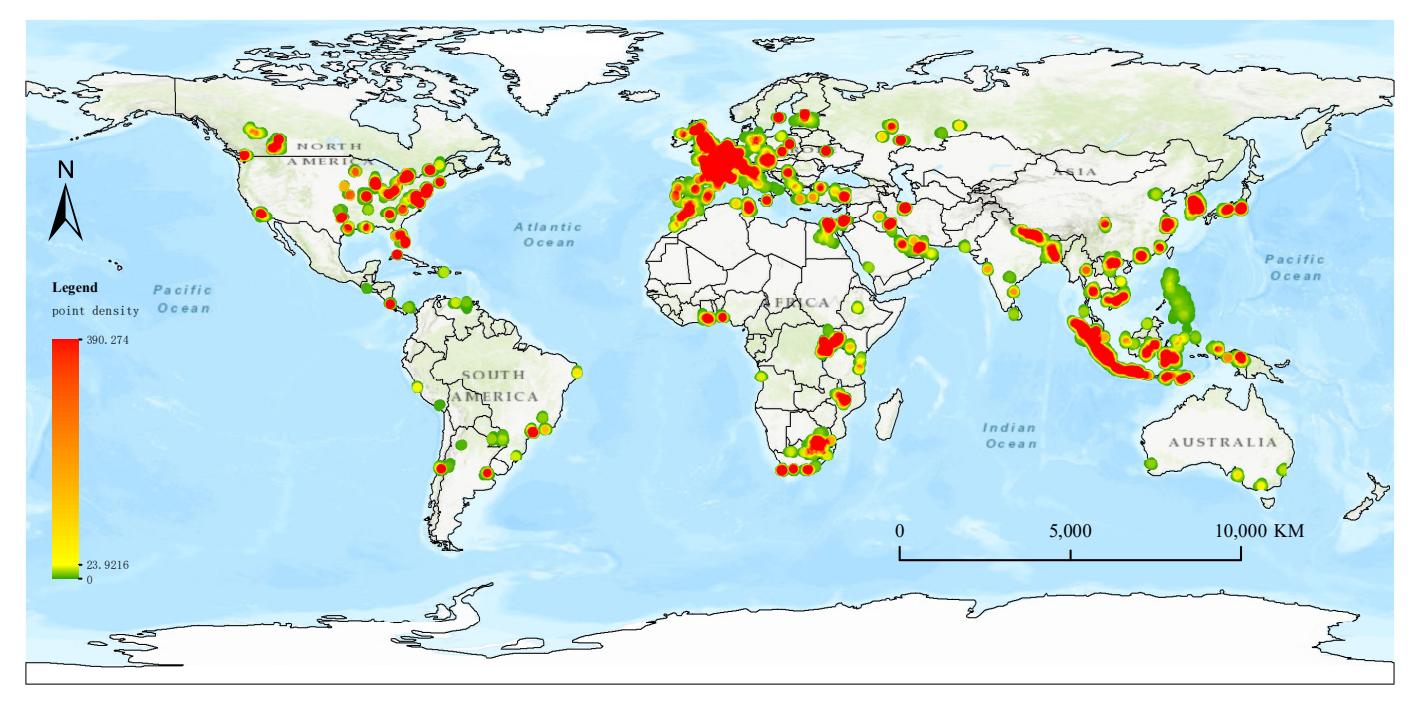 NORTH
AMERICA
ASIA
N
Atlantic
Ocean
Pacific
Ocean
Legend
Pacific
Ocean
point density
AFRICA
390.274
SOUTH
AMERICA
Indian
Ocean
AUSTRALIA
0 5,000 10,000 KM
23.9216
0